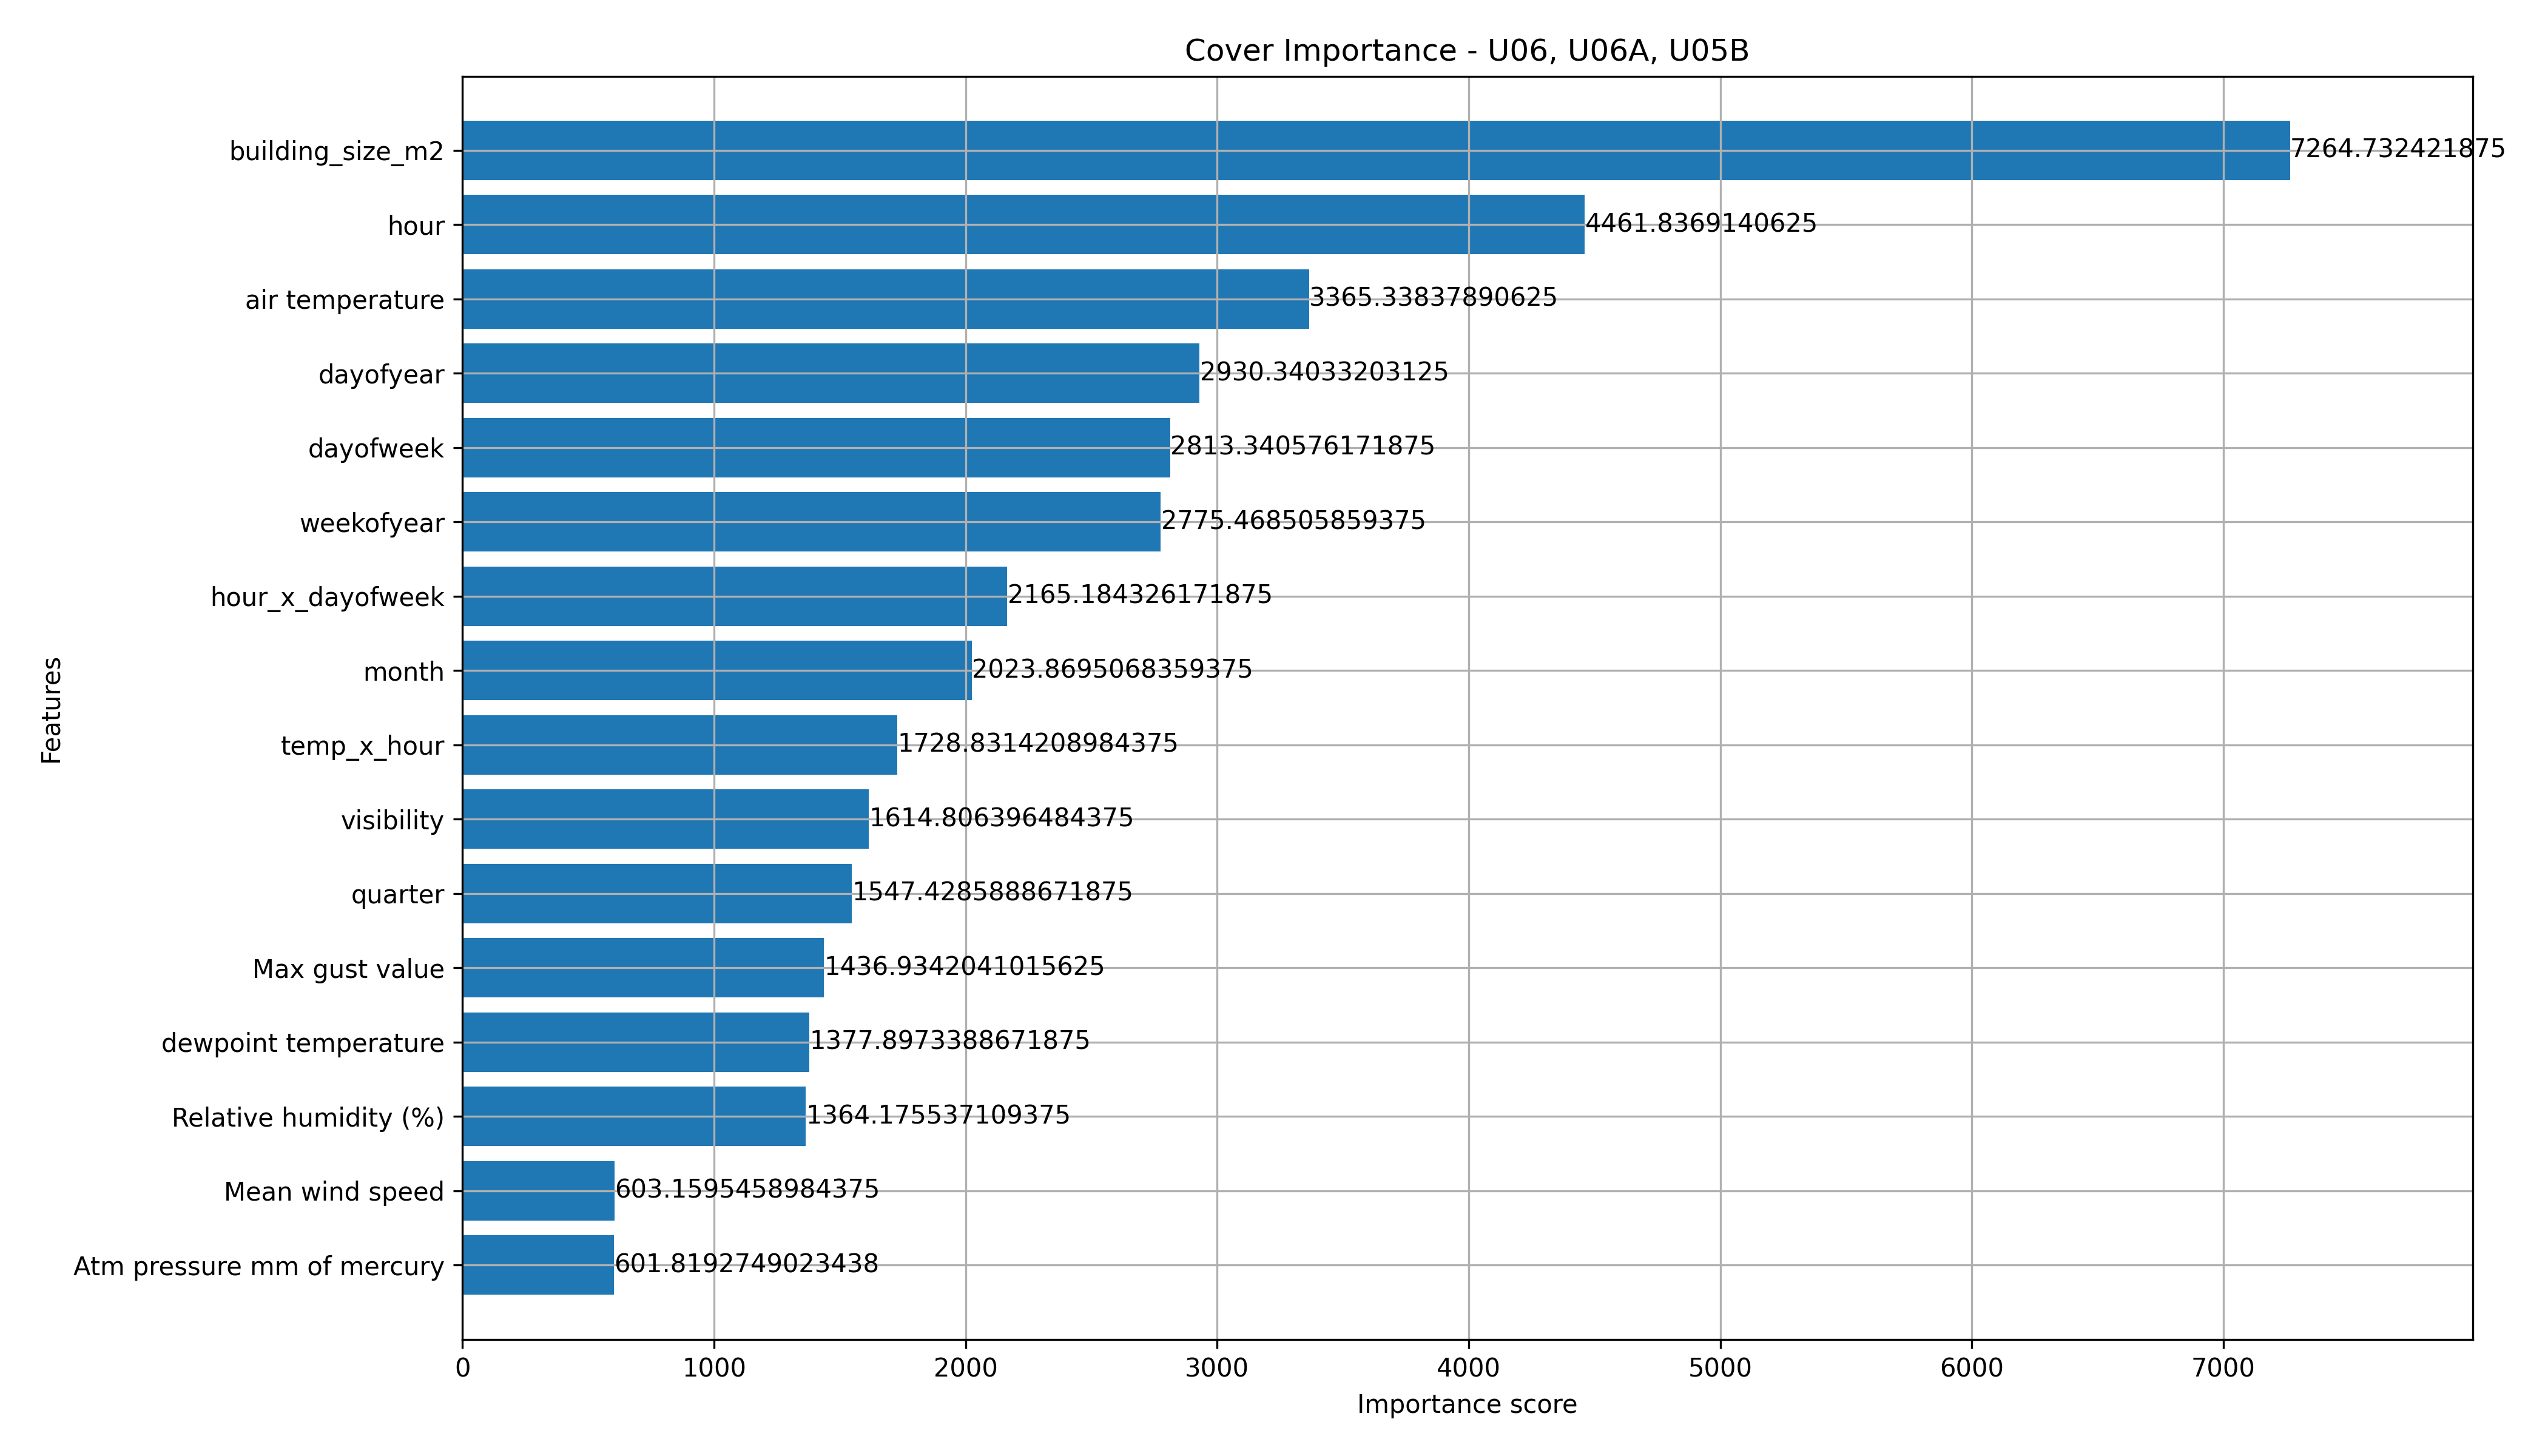 Cover Importance - U06, U06A, U05B
building_size_m2 7264.732421875
hour 4461.8369140625
air temperature 3365.33837890625
dayofyear 2930.34033203125
dayofweek 2813.340576171875
weekofyear 2775.468505859375
hour_x_dayofweek 2165.184326171875
month 2023.8695068359375
temp_x_hour 1728.8314208984375
visibility 1614.806396484375
quarter 1547.4285888671875
Max gust value 1436.9342041015625
dewpoint temperature 1377.8973388671875
Relative humidity (%) 1364.175537109375
Mean wind speed 603.1595458984375
Atm pressure mm of mercury 601.8192749023438
Features
0 1000 2000 3000 4000 5000 6000 7000
Importance score